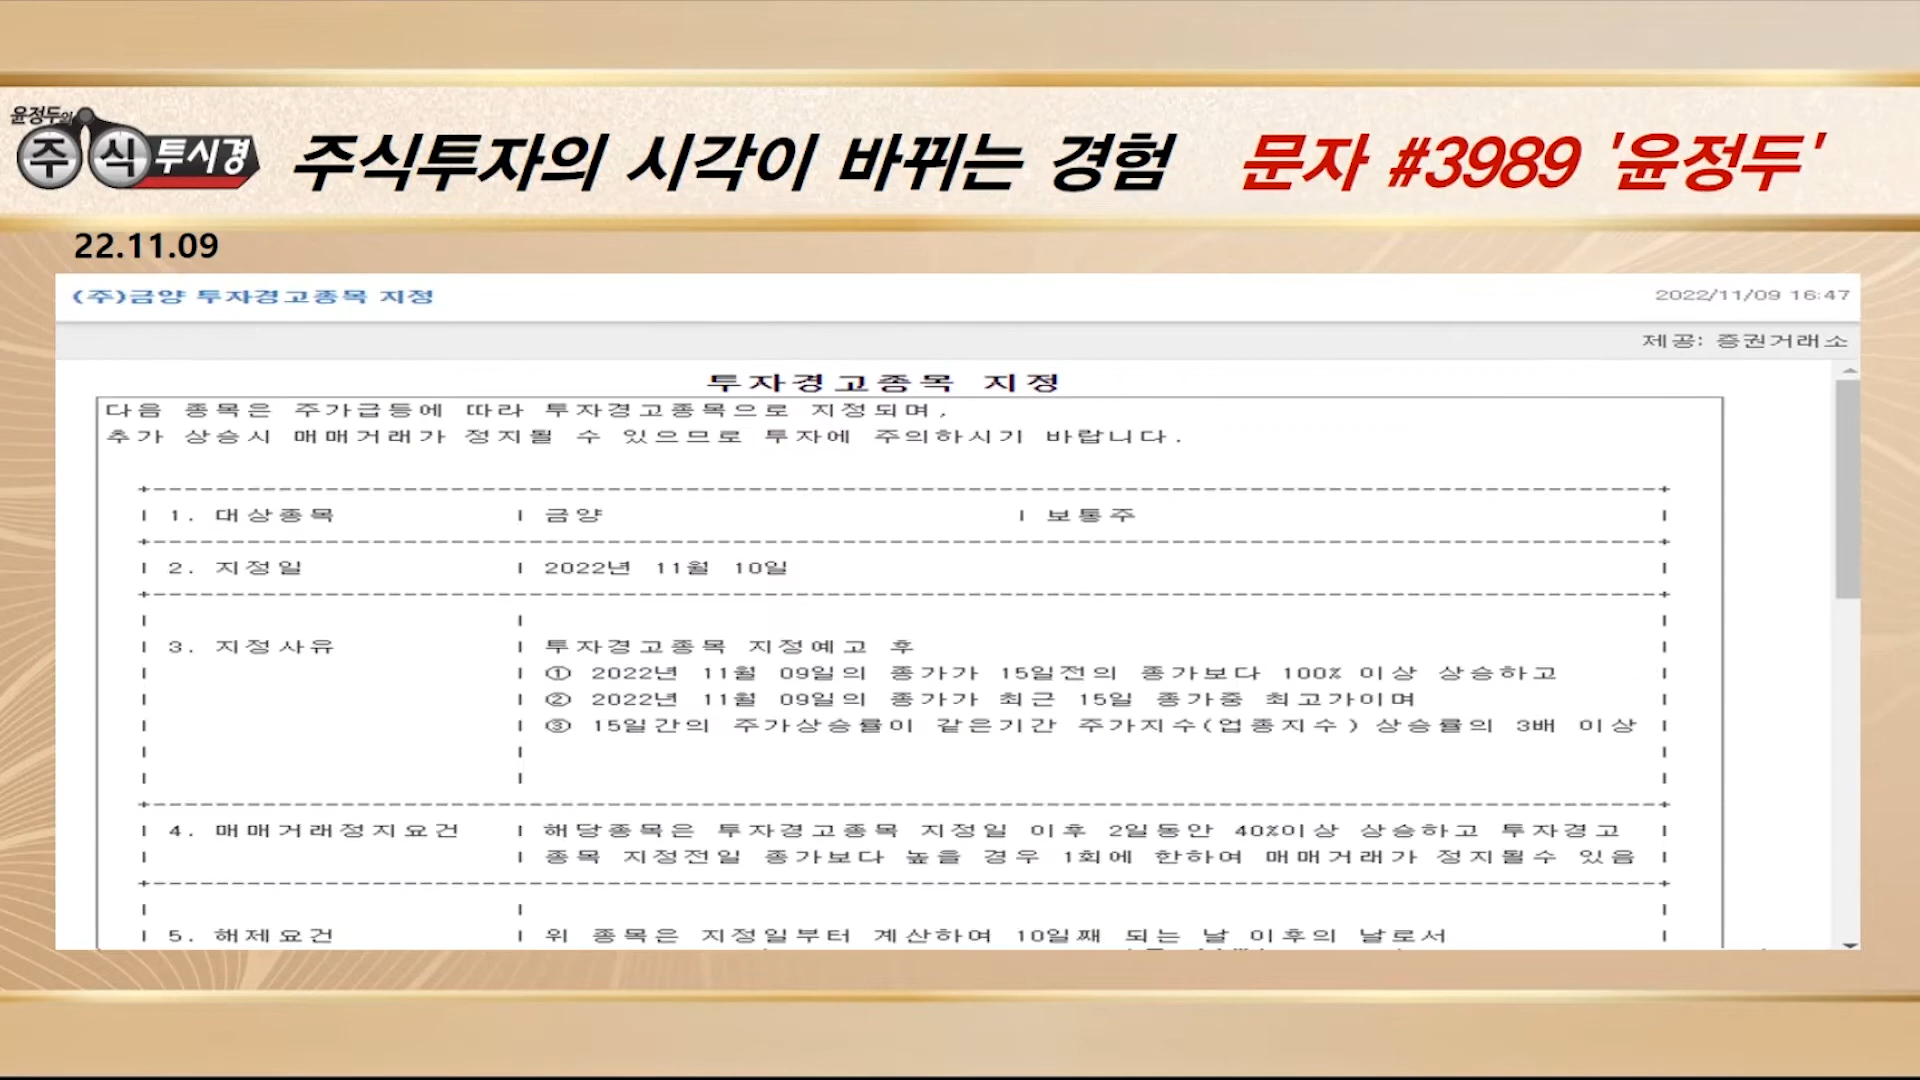 윤정두의
주식투시경
주식투자의 시각이 바뀌는 경험 문자 #3989 '윤정두'
22.11.09
(주)금양 투자경고종목 지정 2022/11/09 16:47
제공: 증권거래소
투자경고종목 지정
다음 종목은 주가급등에 따라 투자경고종목으로 지정되며,
추가 상승시 매매거래가 정지될 수 있으므로 투자에 주의하시기 바랍니다.
1. 대상종목 금양 보통주
2. 지정일 2022년 11월 10일
3. 지정사유 투자경고종목 지정예고 후
① 2022년 11월 09일의 종가가 15일전의 종가보다 100% 이상 상승하고
② 2022년 11월 09일의 종가가 최근 15일 종가중 최고가이며
③ 15일간의 주가상승률이 같은기간 주가지수(업종지수) 상승률의 3배 이상
4. 매매거래정지요건 해당종목은 투자경고종목 지정일 이후 2일동안 40%이상 상승하고 투자경고
종목 지정전일 종가보다 높을 경우 1회에 한하여 매매거래가 정지될수 있음
5. 해제요건 위 종목은 지정일부터 계산하여 10일째 되는 날 이후의 날로서